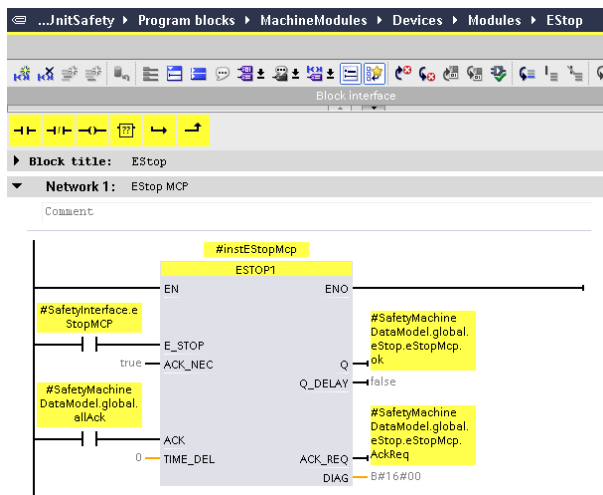 ...JnitSafety ▸ Program blocks ▸ MachineModules ▸ Devices ▸ Modules ▸ EStop
Block interface
??
Block title: EStop
Network 1: EStop MCP
Comment
#instEStopMcp
ESTOP1
EN ENO
#SafetyInterface.e
StopMCP
#SafetyMachine
DataModel.global.
eStop.eStopMcp.
ok
E_STOP
true ACK_NEC Q
Q_DELAY false
#SafetyMachine
DataModel.global.
allAck
#SafetyMachine
DataModel.global.
eStop.eStopMcp.
AckReq
ACK
0 TIME_DEL ACK_REQ
DIAG B#16#00